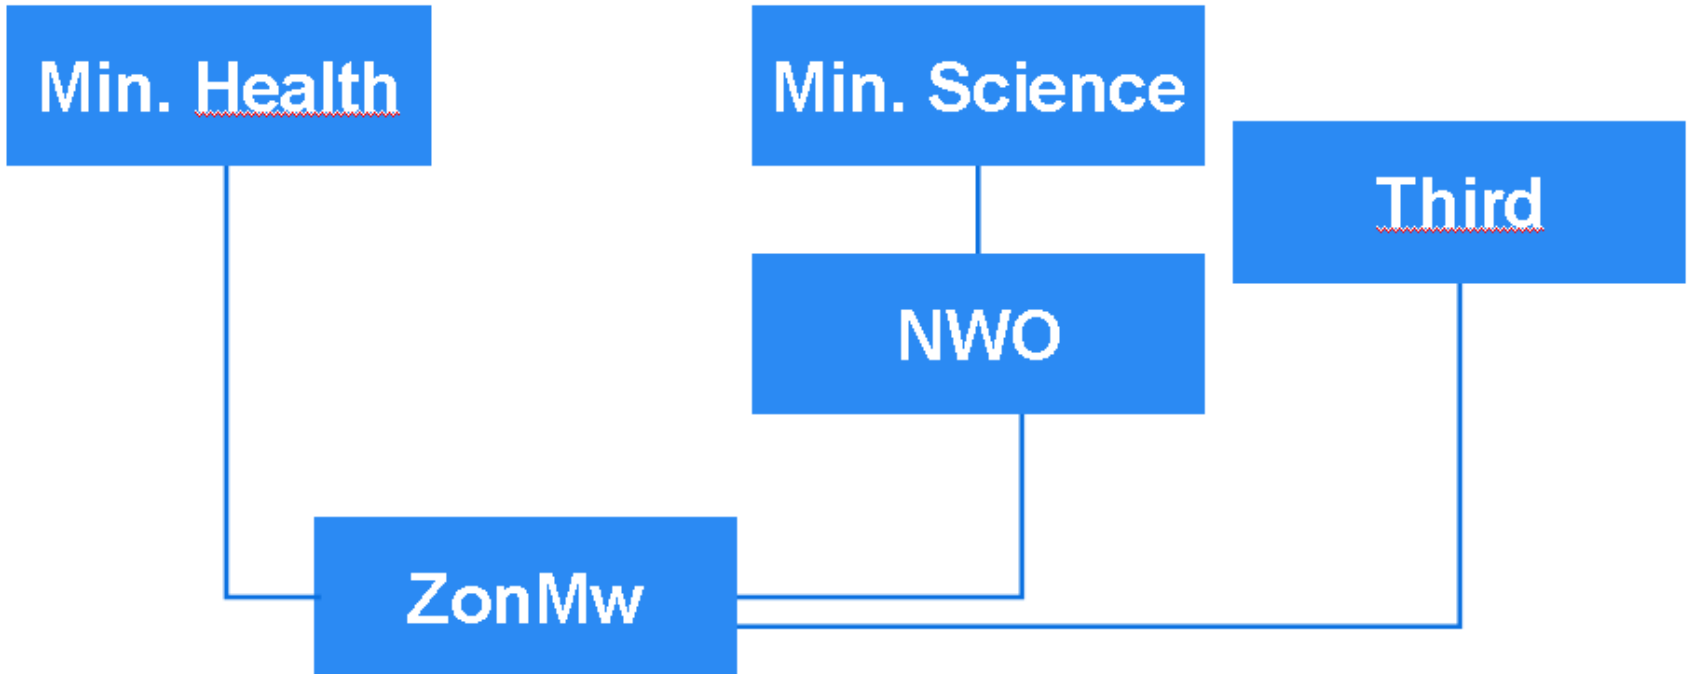 Min. Health
Min. Science
Third
NWO
ZonMw